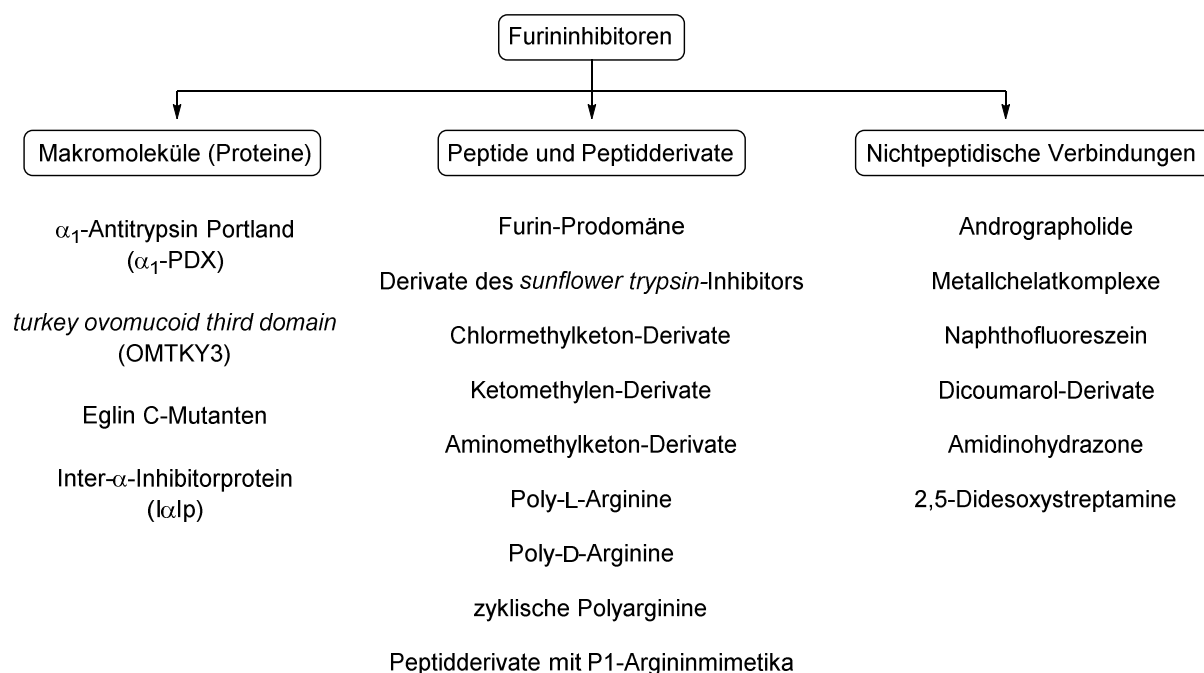 Furininhibitoren
Makromoleküle (Proteine)
α₁-Antitrypsin Portland
(α₁-PDX)
turkey ovomucoid third domain
(OMTKY3)
Eglin C-Mutanten
Inter-α-Inhibitorprotein
(IαIp)
Peptide und Peptidderivate
Furin-Prodomäne
Derivate des sunflower trypsin-Inhibitors
Chlormethylketon-Derivate
Ketomethylen-Derivate
Aminomethylketon-Derivate
Poly-L-Arginine
Poly-D-Arginine
zyklische Polyarginine
Peptidderivate mit P1-Argininmimetika
Nichtpeptidische Verbindungen
Andrographolide
Metallchelatkomplexe
Naphthofluoreszein
Dicoumarol-Derivate
Amidinohydrazone
2,5-Didesoxystreptamine